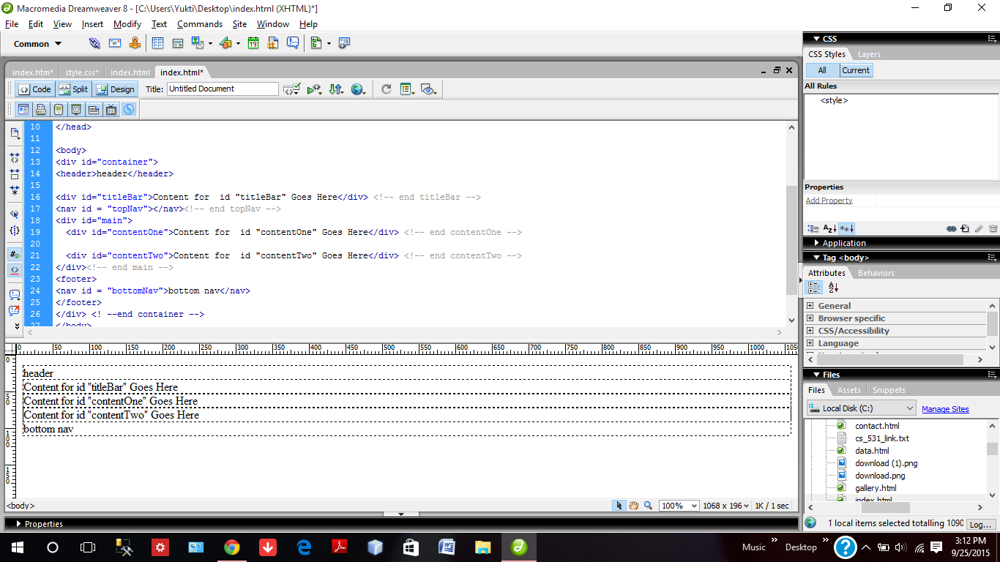 Macromedia Dreamweaver 8 - [C:\Users\Yukti\Desktop\index.html (XHTML)*]
File Edit View Insert Modify Text Commands Site Window Help
Common
19
index.htm* style.css* index.html index.html*
Code Split Design Title: Untitled Document
10 </head>
11
12 <body>
13 <div id="container">
14 <header>header</header>
15
16 <div id="titleBar">Content for  id "titleBar" Goes Here</div> <!-- end titleBar -->
17 <nav id = "topNav"></nav><!-- end topNav -->
18 <div id="main">
19   <div id="contentOne">Content for  id "contentOne" Goes Here</div> <!-- end contentOne -->
20
21   <div id="contentTwo">Content for  id "contentTwo" Goes Here</div> <!-- end contentTwo -->
22 </div><!-- end main -->
23 <footer>
24 <nav id = "bottomNav">bottom nav</nav>
25 </footer>
26 </div> <! --end container -->
27 </body>
0 50 100 150 200 250 300 350 400 450 500 550 600 650 700 750 800 850 900 950 1000 1050
0
50
100
150
header
Content for id "titleBar" Goes Here
Content for id "contentOne" Goes Here
Content for id "contentTwo" Goes Here
bottom nav
<body> 100% 1068 x 196 1K / 1 sec
Properties
CSS
CSS Styles Layers
All Current
All Rules
<style>
Properties
Add Property
Application
Tag <body>
Attributes Behaviors
General
Browser specific
CSS/Accessibility
Language
Files
Files Assets Snippets
Local Disk (C:) Manage Sites
contact.html
cs_531_link.txt
data.html
download (1).png
download.png
gallery.html
index.html
1 local items selected totalling 1090 Log...
Music » Desktop » 3:12 PM
9/25/2015